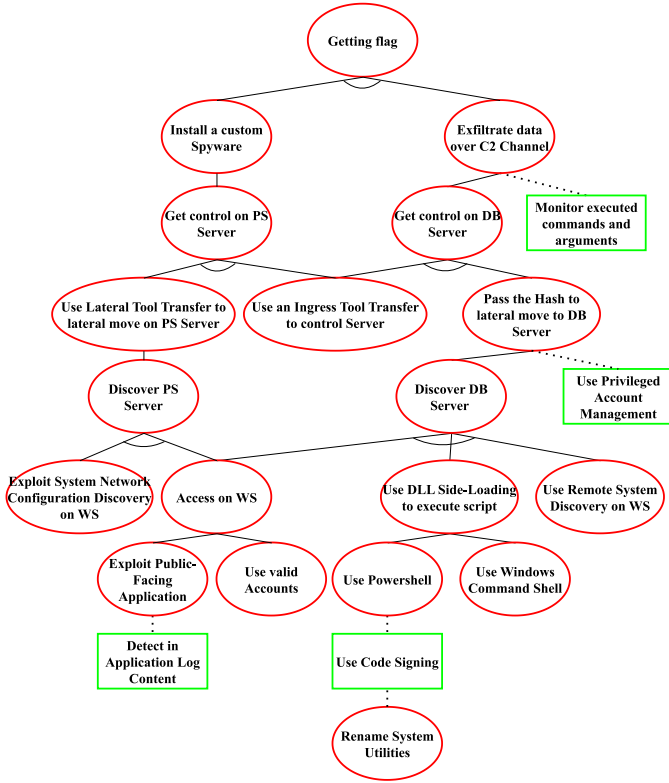 Getting flag
Install a custom
Spyware
Exfiltrate data
over C2 Channel
Get control on PS
Server
Get control on DB
Server
Monitor executed
commands and
arguments
Use Lateral Tool Transfer to
lateral move on PS Server
Use an Ingress Tool Transfer
to control Server
Pass the Hash to
lateral move to DB
Server
Discover PS
Server
Discover DB
Server
Use Privileged
Account
Management
Exploit System Network
Configuration Discovery
on WS
Access on WS
Use DLL Side-Loading
to execute script
Use Remote System
Discovery on WS
Exploit Public-
Facing
Application
Use valid
Accounts
Use Powershell
Use Windows
Command Shell
Detect in
Application Log
Content
Use Code Signing
Rename System
Utilities